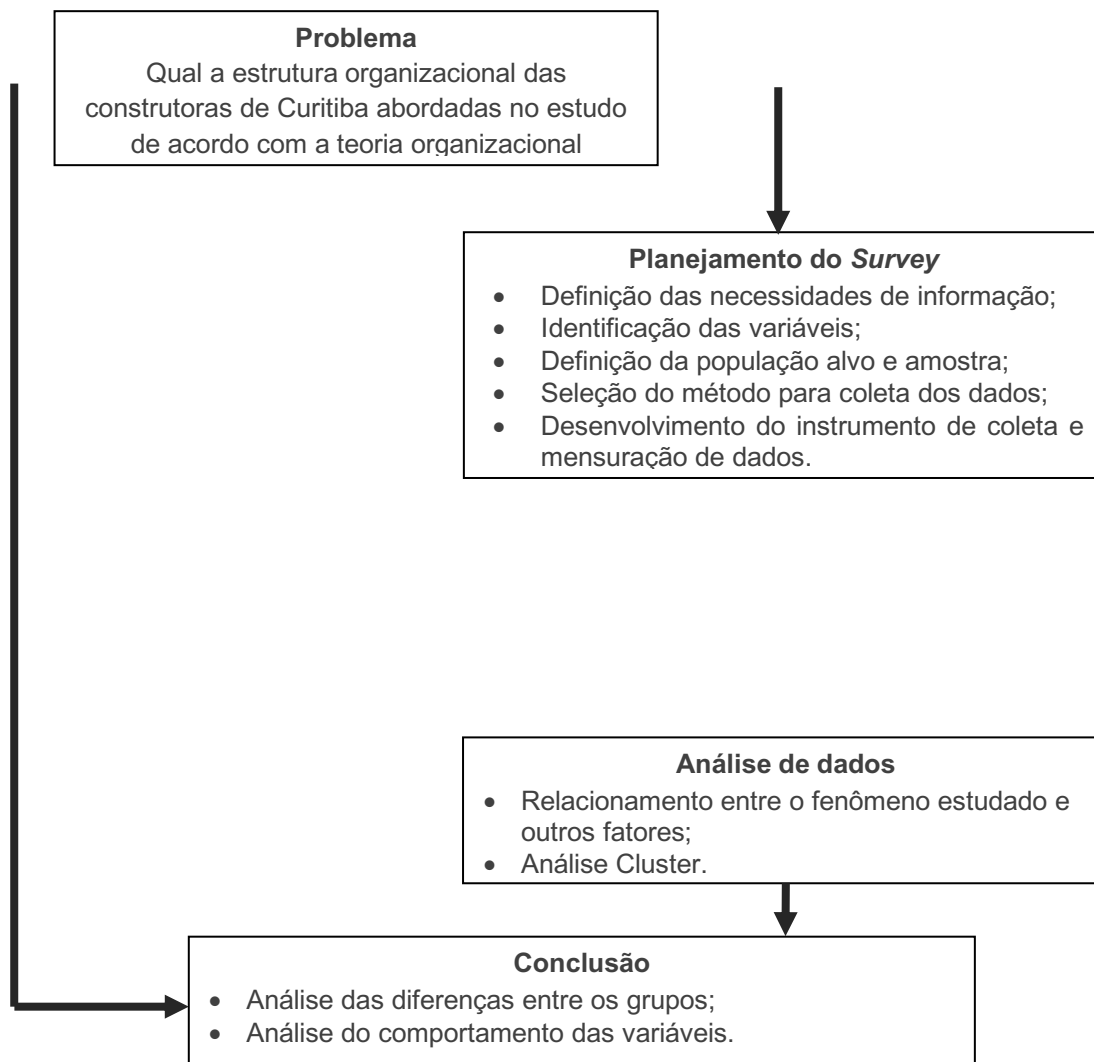 Problema
Qual a estrutura organizacional das
construtoras de Curitiba abordadas no estudo
de acordo com a teoria organizacional
Planejamento do Survey
• Definição das necessidades de informação;
• Identificação das variáveis;
• Definição da população alvo e amostra;
• Seleção do método para coleta dos dados;
• Desenvolvimento do instrumento de coleta e
mensuração de dados.
Análise de dados
• Relacionamento entre o fenômeno estudado e
outros fatores;
• Análise Cluster.
Conclusão
• Análise das diferenças entre os grupos;
• Análise do comportamento das variáveis.